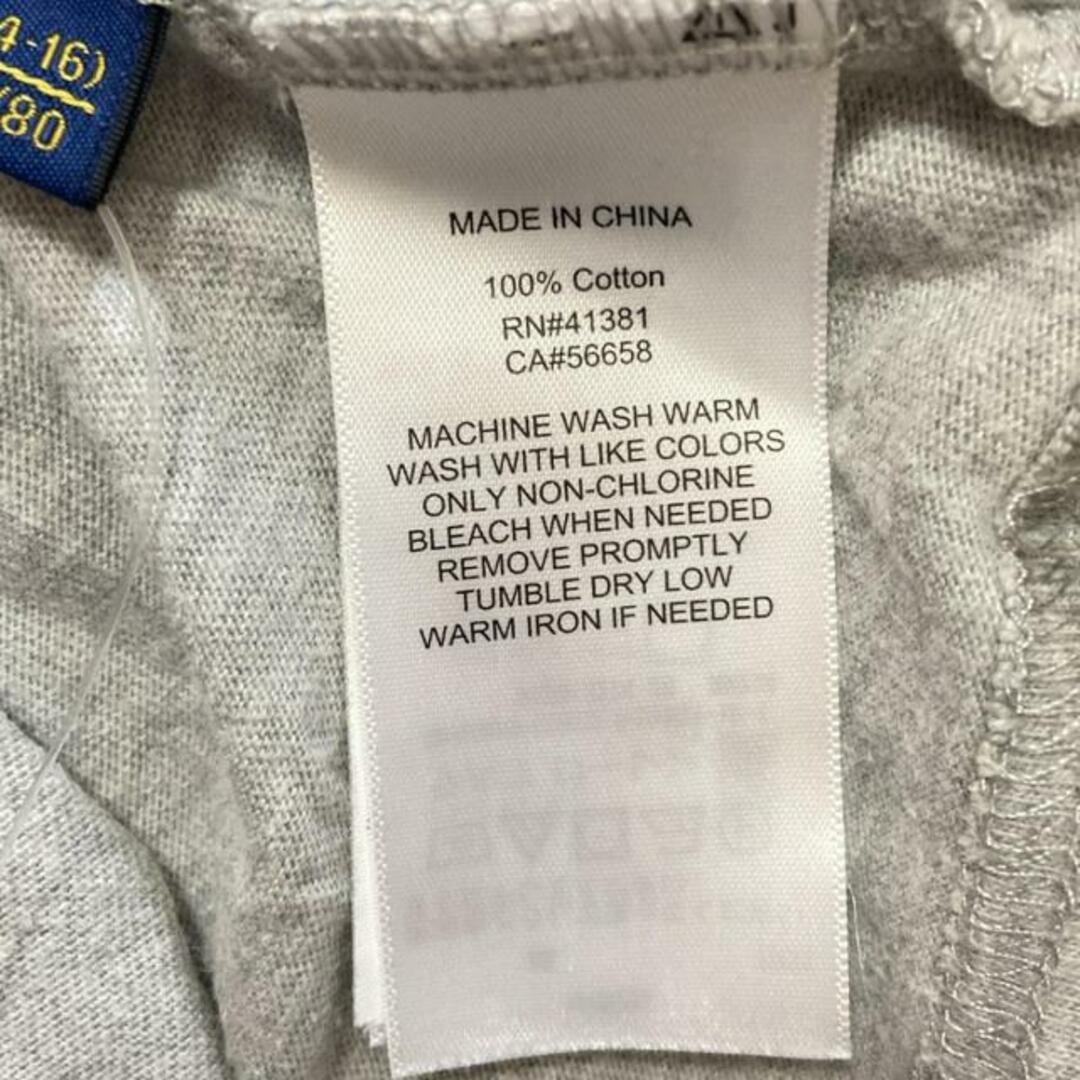 4-16)
/80
MADE IN CHINA
100% Cotton
RN#41381
CA#56658
MACHINE WASH WARM
WASH WITH LIKE COLORS
ONLY NON-CHLORINE
BLEACH WHEN NEEDED
REMOVE PROMPTLY
TUMBLE DRY LOW
WARM IRON IF NEEDED